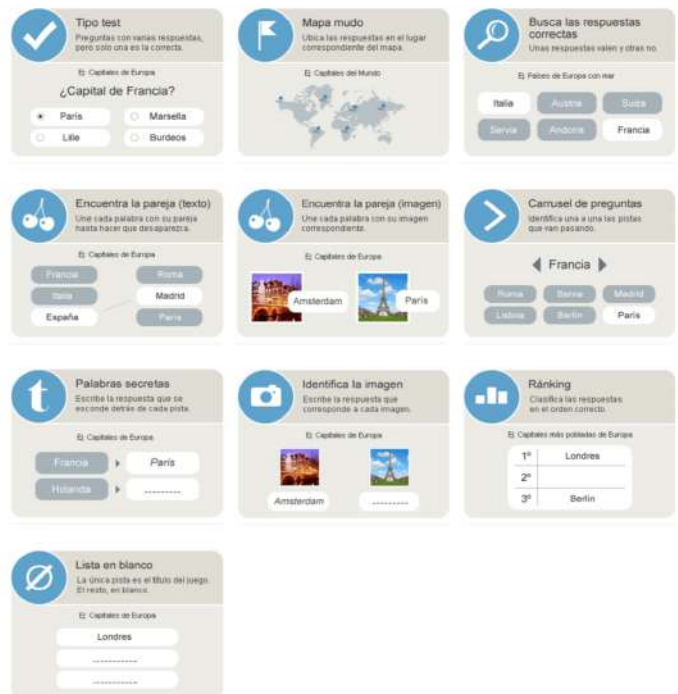 Tipo test
Preguntas con varias respuestas,
pero solo una es la correcta.
Ej: Capitales de Europa
¿Capital de Francia?
París
Marsella
Lille
Burdeos
Mapa mudo
Ubica las respuestas en el lugar
correspondiente del mapa.
Ej: Capitales del Mundo
Busca las respuestas
correctas
Unas respuestas valen y otras no.
Ej: Países de Europa con mar
Italia
Austria
Suiza
Servia
Andorra
Francia
Encuentra la pareja (texto)
Une cada palabra con su pareja
hasta hacer que desaparezca.
Ej: Capitales de Europa
Francia
Roma
Italia
Madrid
España
París
Encuentra la pareja (imagen)
Une cada palabra con su imagen
correspondiente.
Ej: Capitales de Europa
Amsterdam
París
Carrusel de preguntas
Identifica una a una las pistas
que van pasando.
Francia
Roma
Berna
Madrid
Lisboa
Berlín
París
Palabras secretas
Escribe la respuesta que se
esconde detrás de cada pista.
Ej: Capitales de Europa
Francia
París
Holanda
----------
Identifica la imagen
Escribe la respuesta que
corresponde a cada imagen.
Ej: Capitales de Europa
Amsterdam
----------
Ránking
Clasifica las respuestas
en el orden correcto.
Ej: Capitales más pobladas de Europa
1º Londres
2º
3º Berlín
Lista en blanco
La única pista es el título del juego.
El resto, en blanco.
Ej: Capitales de Europa
Londres
-----------
-----------